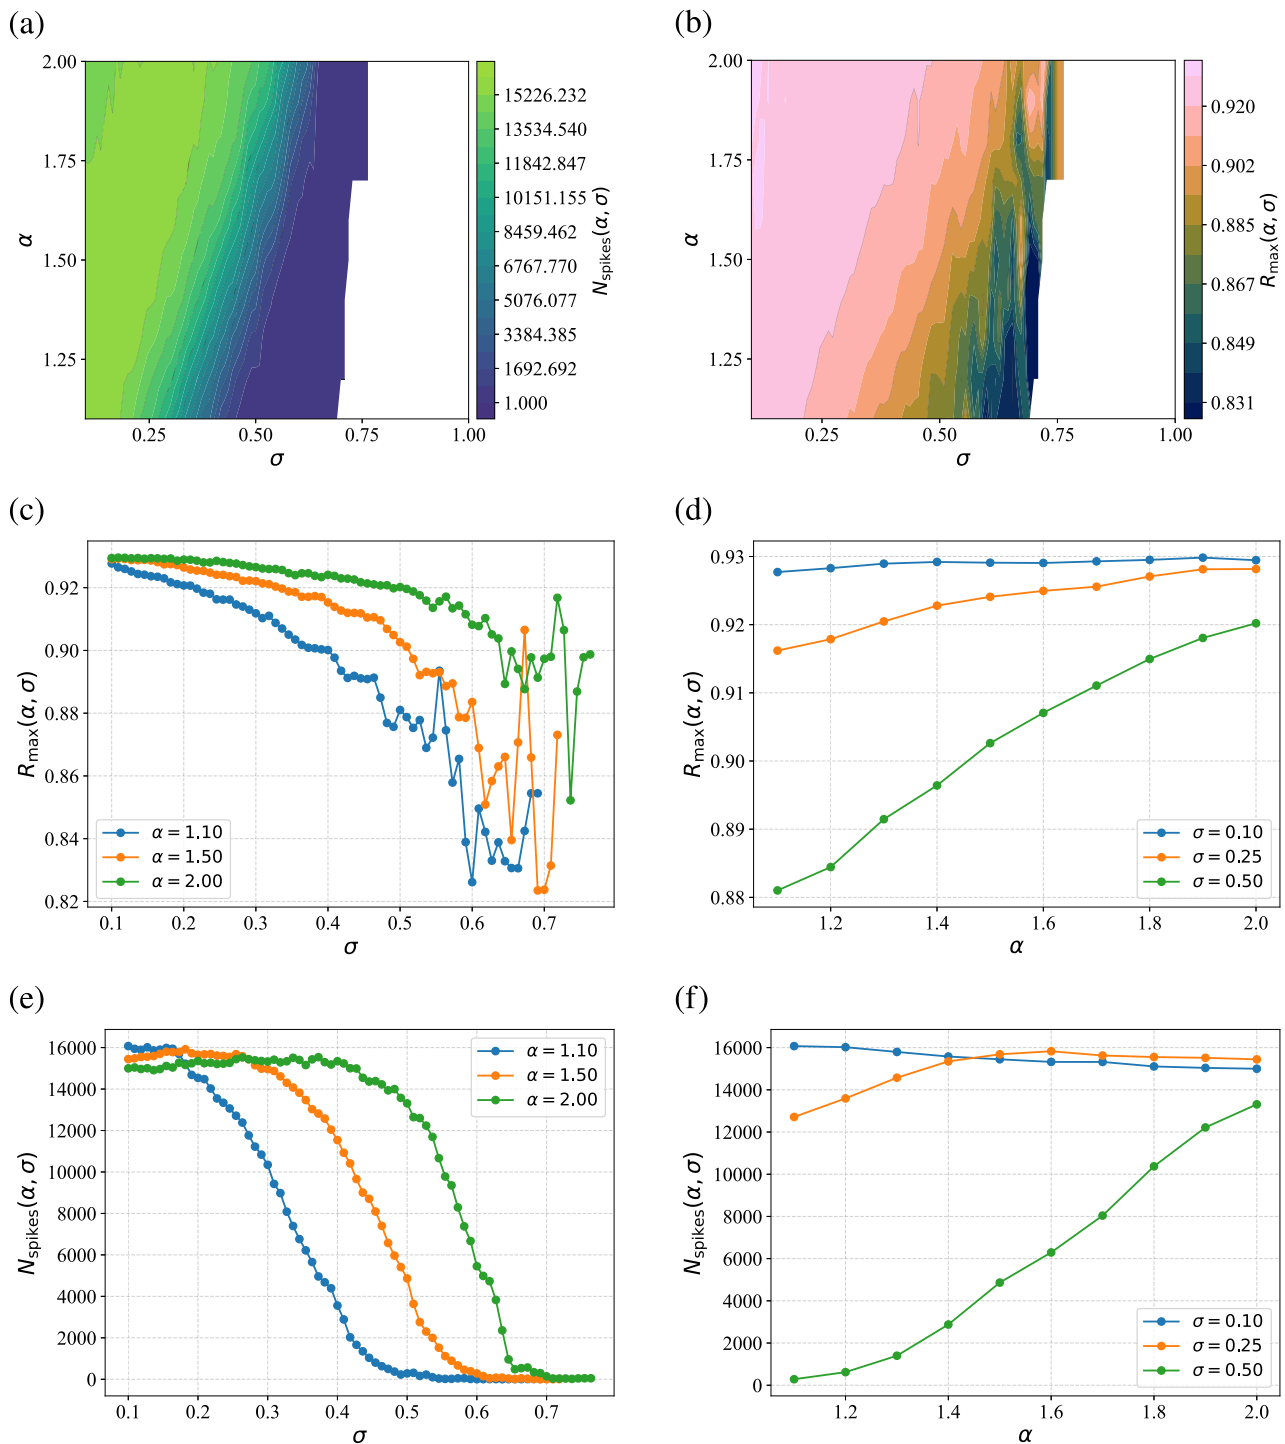 (a)
2.00
1.75
1.50
1.25
α
0.25
0.50
0.75
1.00
σ
15226.232
13534.540
11842.847
10151.155
8459.462
6767.770
5076.077
3384.385
1692.692
1.000
N_spikes(α, σ)
(b)
2.00
1.75
1.50
1.25
α
0.25
0.50
0.75
1.00
σ
0.920
0.902
0.885
0.867
0.849
0.831
R_max(α, σ)
(c)
0.92
0.90
0.88
0.86
0.84
0.82
R_max(α, σ)
α = 1.10
α = 1.50
α = 2.00
0.1
0.2
0.3
0.4
0.5
0.6
0.7
σ
(d)
0.93
0.92
0.91
0.90
0.89
0.88
R_max(α, σ)
σ = 0.10
σ = 0.25
σ = 0.50
1.2
1.4
1.6
1.8
2.0
α
(e)
16000
14000
12000
10000
8000
6000
4000
2000
0
N_spikes(α, σ)
α = 1.10
α = 1.50
α = 2.00
0.1
0.2
0.3
0.4
0.5
0.6
0.7
σ
(f)
16000
14000
12000
10000
8000
6000
4000
2000
0
N_spikes(α, σ)
σ = 0.10
σ = 0.25
σ = 0.50
1.2
1.4
1.6
1.8
2.0
α